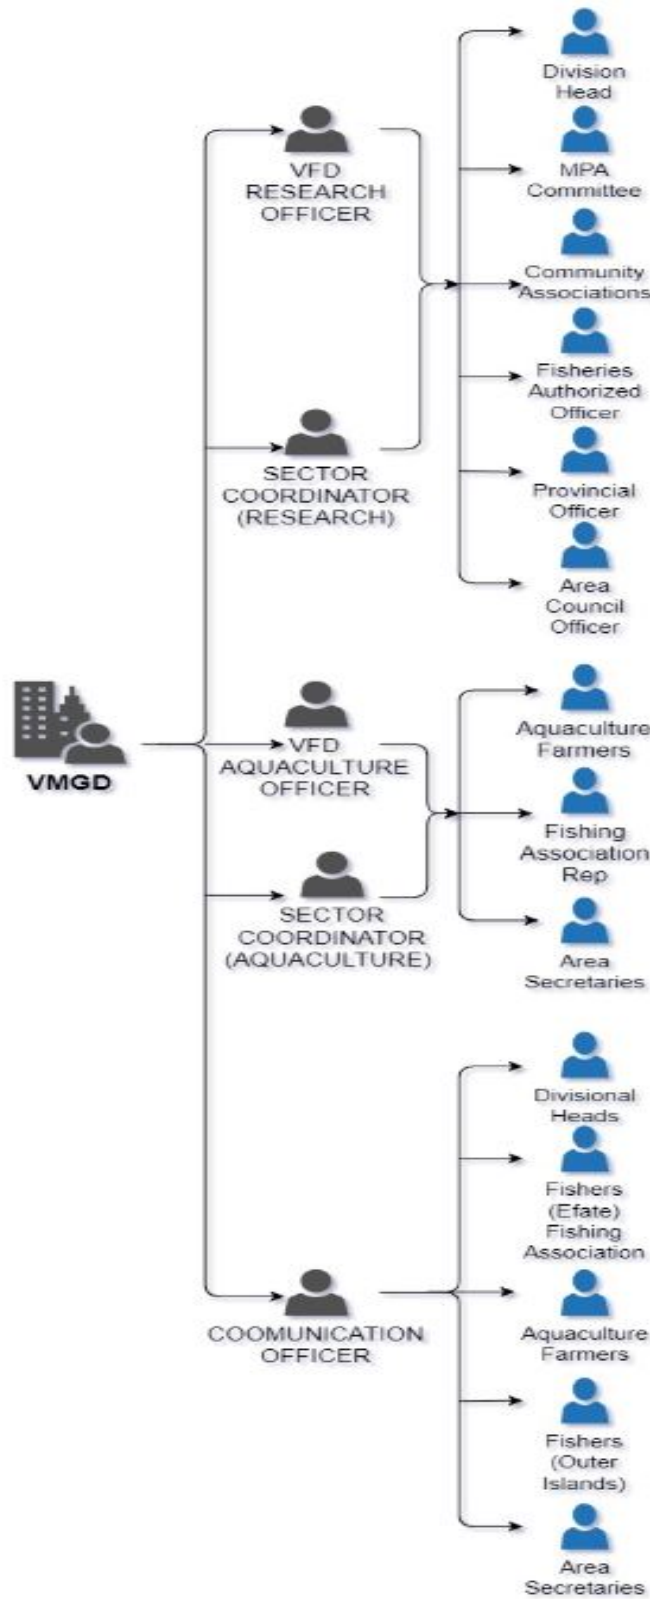 VMGD
VFD
RESEARCH
OFFICER
SECTOR
COORDINATOR
(RESEARCH)
VFD
AQUACULTURE
OFFICER
SECTOR
COORDINATOR
(AQUACULTURE)
COOMUNICATION
OFFICER
Division
Head
MPA
Committee
Community
Associations
Fisheries
Authorized
Officer
Provincial
Officer
Area
Council
Officer
Aquaculture
Farmers
Fishing
Association
Rep
Area
Secretaries
Divisional
Heads
Fishers
(Efate)
Fishing
Association
Aquaculture
Farmers
Fishers
(Outer
Islands)
Area
Secretaries